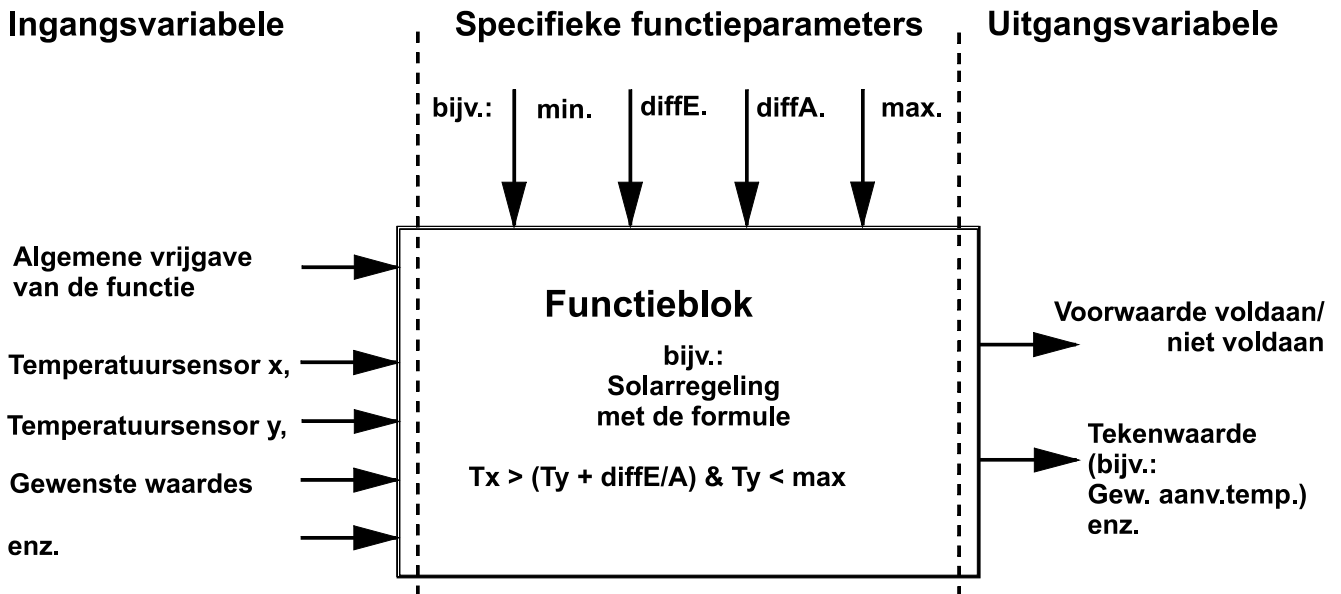 Ingangsvariabele
Specifieke functieparameters
Uitgangsvariabele
bijv.:
min.
diffE.
diffA.
max.
Algemene vrijgave
van de functie
Temperatuursensor x,
Temperatuursensor y,
Gewenste waardes
enz.
Functieblok
bijv.:
Solarregeling
met de formule
Tx > (Ty + diffE/A) & Ty < max
Voorwaarde voldaan/
niet voldaan
Tekenwaarde
(bijv.:
Gew. aanv.temp.)
enz.